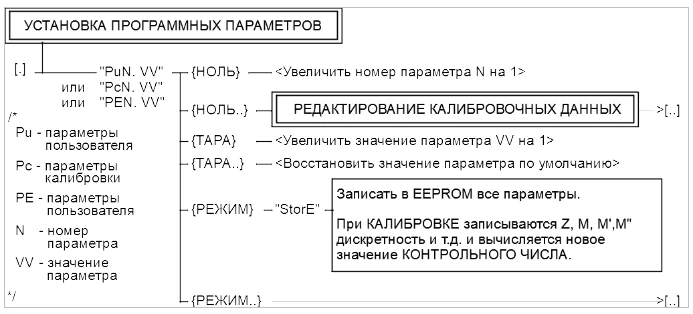 УСТАНОВКА ПРОГРАММНЫХ ПАРАМЕТРОВ
[.] "PuN. VV" {НОЛЬ} <Увеличить номер параметра N на 1>
или "PcN. VV"
или "PEN. VV" {НОЛЬ..} РЕДАКТИРОВАНИЕ КАЛИБРОВОЧНЫХ ДАННЫХ >[..]
/*
Pu - параметры
пользователя
{ТАРА} <Увеличить значение параметра VV на 1>
Pc - параметры
калибровки
{ТАРА..} <Восстановить значение параметра по умолчанию>
PE - параметры
пользователя
N - номер
параметра
VV - значение
параметра
*/
{РЕЖИМ} "StorE"
Записать в EEPROM все параметры.
При КАЛИБРОВКЕ записываются Z, M, M',M"
дискретность и т.д. и вычисляется новое
значение КОНТРОЛЬНОГО ЧИСЛА.
{РЕЖИМ..} >[..]